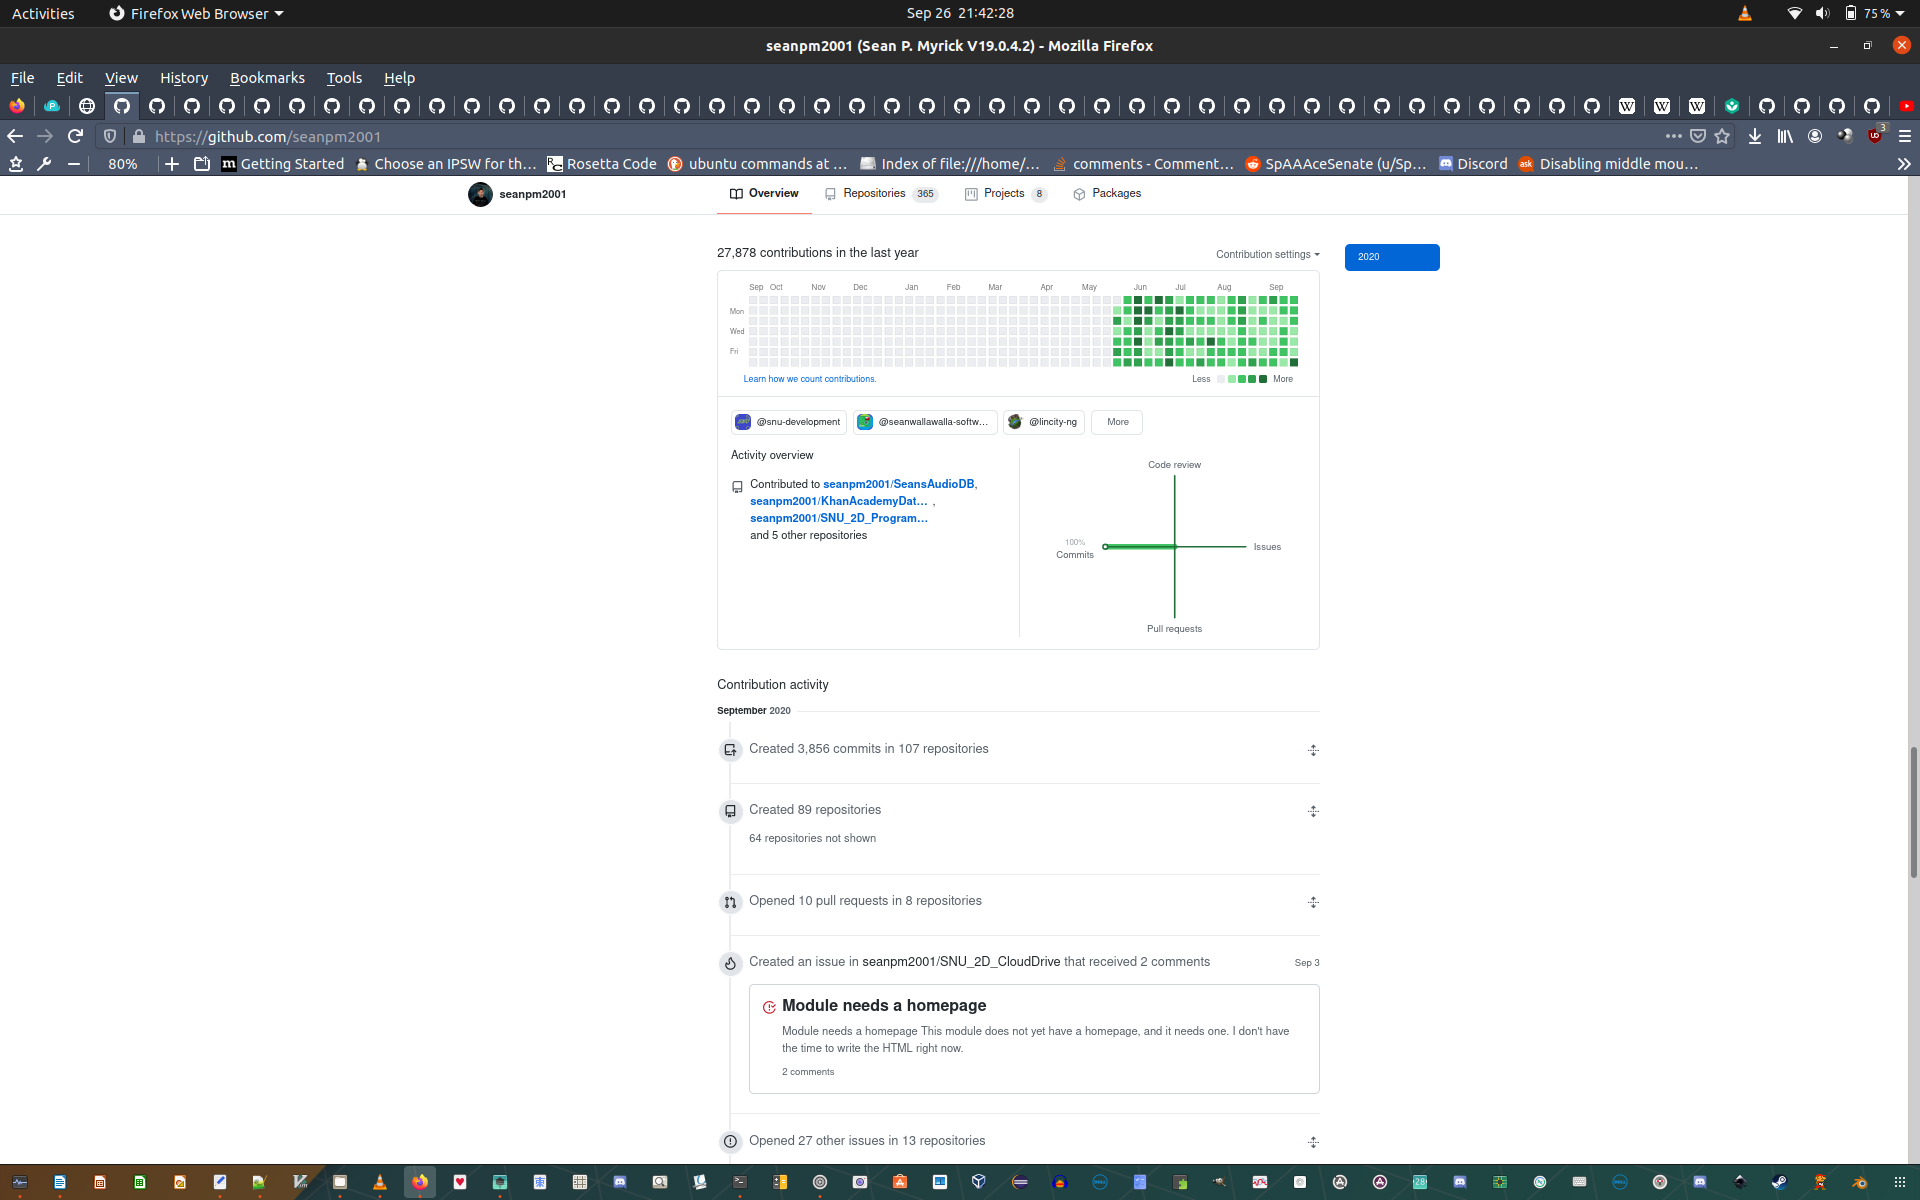 Activities
Firefox Web Browser
Sep 26 21:42:28
75 %
seanpm2001 (Sean P. Myrick V19.0.4.2) - Mozilla Firefox
File Edit View History Bookmarks Tools Help
https://github.com/seanpm2001
3
80%
Getting Started
Choose an IPSW for th…
Rosetta Code
ubuntu commands at …
Index of file:///home/…
comments - Comment…
SpAAAceSenate (u/Sp…
Discord
Disabling middle mou…
seanpm2001
Overview
Repositories 365
Projects 8
Packages
27,878 contributions in the last year
Contribution settings
2020
Sep Oct Nov Dec Jan Feb Mar Apr May Jun Jul Aug Sep
Mon
Wed
Fri
Learn how we count contributions.
Less
More
@snu-development
@seanwallawalla-softw…
@lincity-ng
More
Activity overview
Contributed to seanpm2001/SeansAudioDB,
seanpm2001/KhanAcademyDat… ,
seanpm2001/SNU_2D_Program…
and 5 other repositories
Code review
100%
Commits
Issues
Pull requests
Contribution activity
September 2020
Created 3,856 commits in 107 repositories
Created 89 repositories
64 repositories not shown
Opened 10 pull requests in 8 repositories
Created an issue in seanpm2001/SNU_2D_CloudDrive that received 2 comments
Sep 3
Module needs a homepage
Module needs a homepage This module does not yet have a homepage, and it needs one. I don't have
the time to write the HTML right now.
2 comments
Opened 27 other issues in 13 repositories